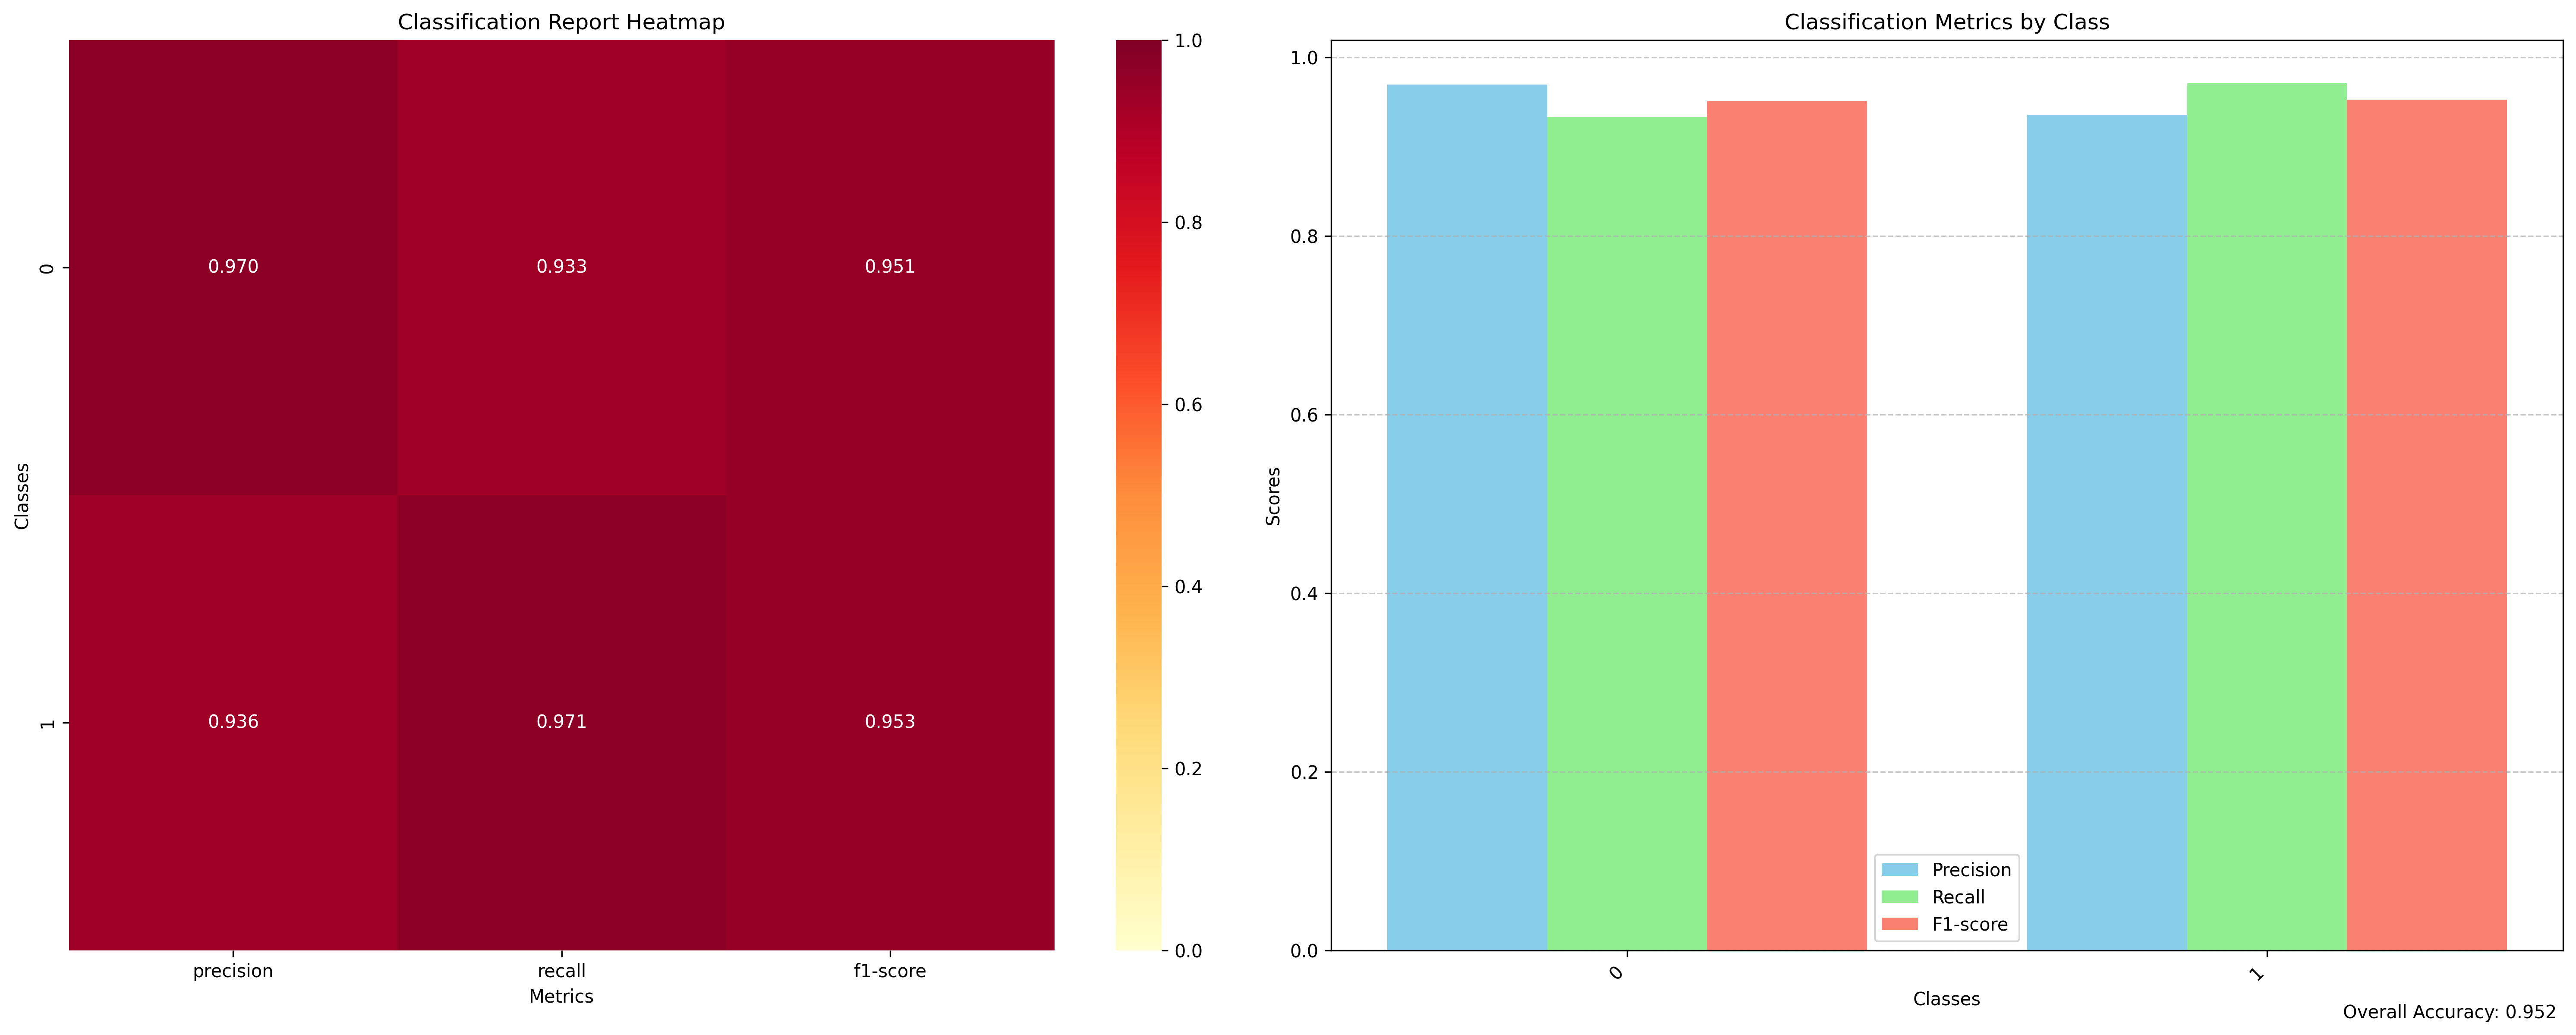 Classification Report Heatmap
Classes
0
1
0.970 0.933 0.951
0.936 0.971 0.953
precision recall f1-score
Metrics
1.0
0.8
0.6
0.4
0.2
0.0
Classification Metrics by Class
Scores
1.0
0.8
0.6
0.4
0.2
0.0
Precision
Recall
F1-score
0 1
Classes
Overall Accuracy: 0.952